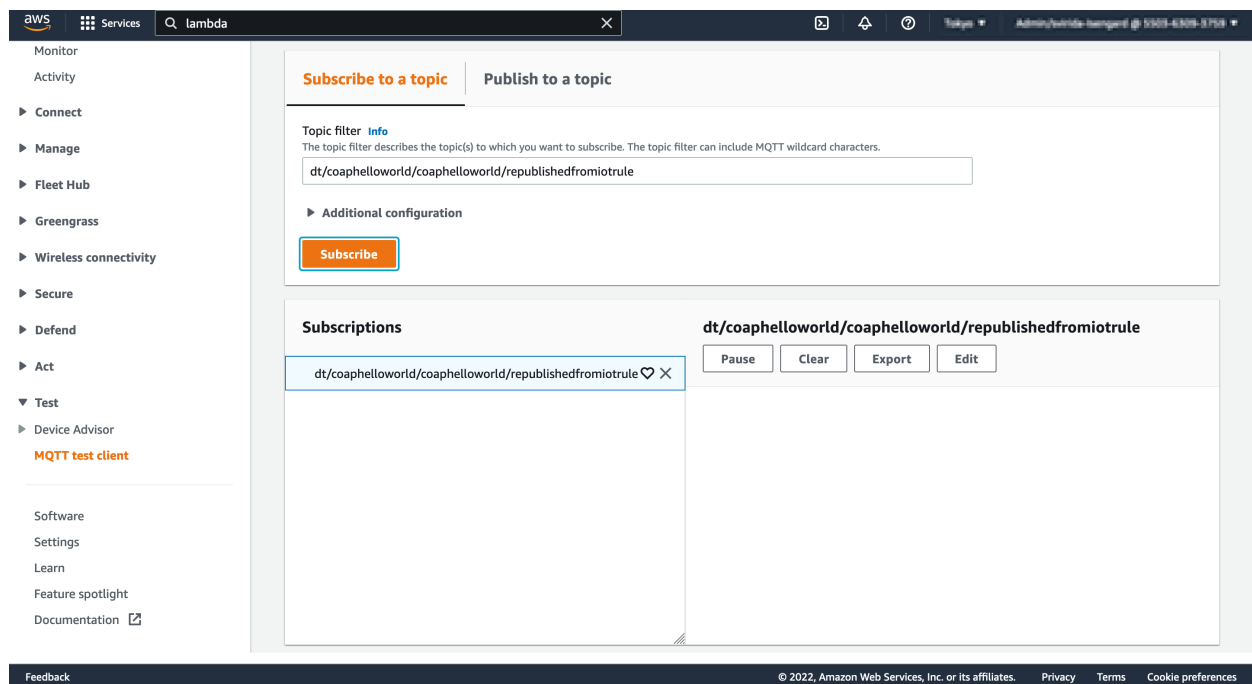 aws Services lambda
Monitor
Activity
Connect
Manage
Fleet Hub
Greengrass
Wireless connectivity
Secure
Defend
Act
Test
Device Advisor
MQTT test client
Software
Settings
Learn
Feature spotlight
Documentation
Subscribe to a topic Publish to a topic
Topic filter Info
The topic filter describes the topic(s) to which you want to subscribe. The topic filter can include MQTT wildcard characters.
dt/coaphelloworld/coaphelloworld/republishedfromiotrule
Additional configuration
Subscribe
Subscriptions
dt/coaphelloworld/coaphelloworld/republishedfromiotrule
dt/coaphelloworld/coaphelloworld/republishedfromiotrule
Pause Clear Export Edit
Feedback © 2022, Amazon Web Services, Inc. or its affiliates. Privacy Terms Cookie preferences